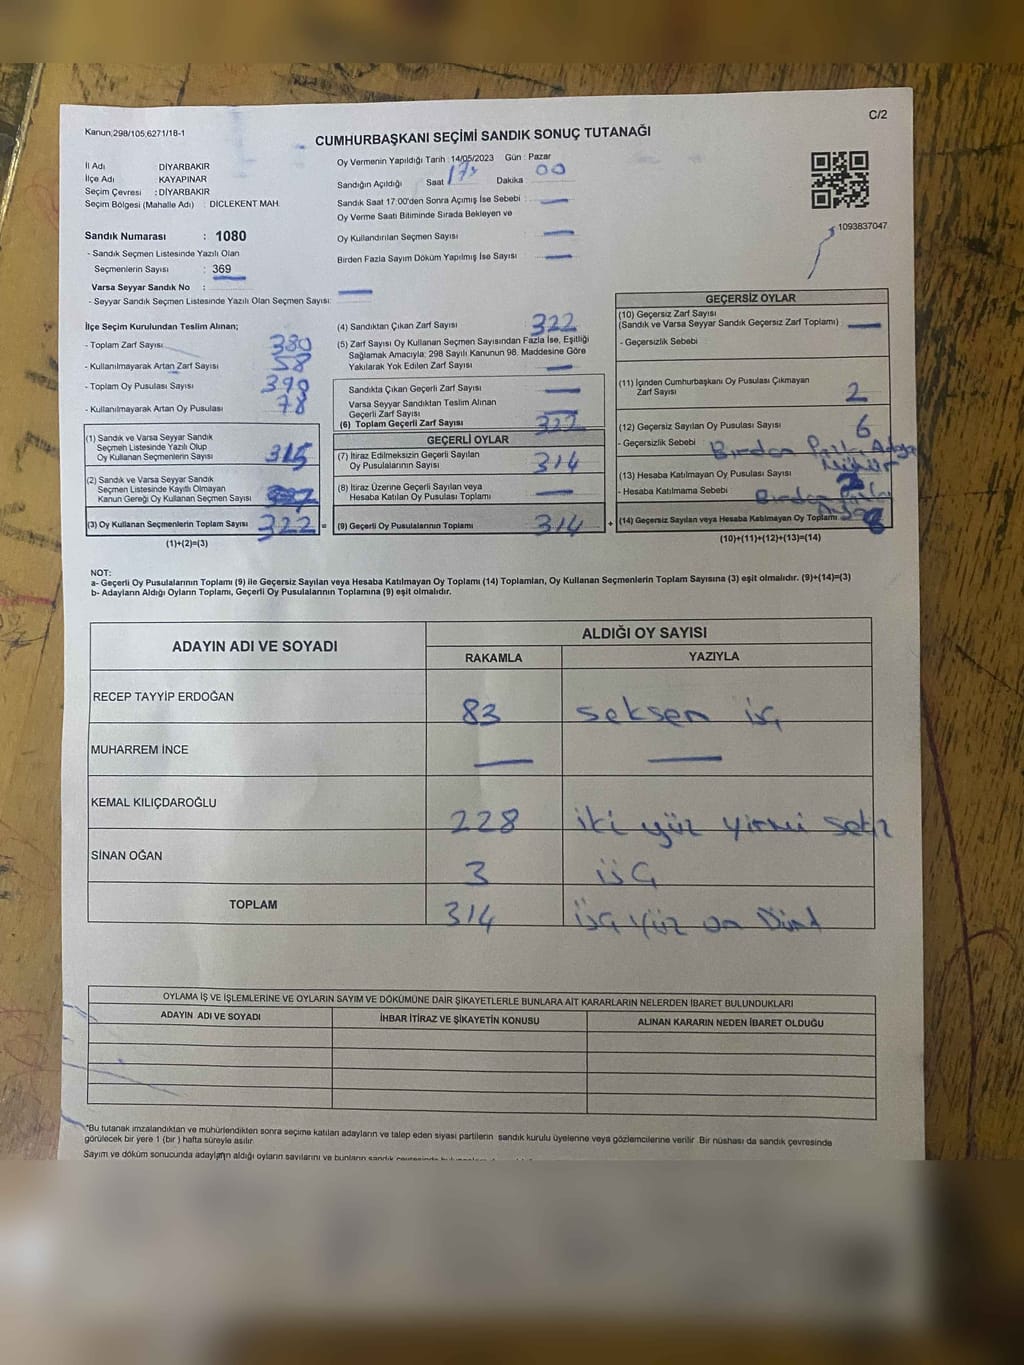 Kanun;298/105,6271/18-1
C/2
CUMHURBAŞKANI SEÇİMİ SANDIK SONUÇ TUTANAĞI
İl Adı DİYARBAKIR
İlçe Adı KAYAPINAR
Seçim Çevresi : DİYARBAKIR
Seçim Bölgesi (Mahalle Adı) : DİCLEKENT MAH.
Sandık Numarası : 1080
- Sandık Seçmen Listesinde Yazılı Olan
Seçmenlerin Sayısı : 369
Varsa Seyyar Sandık No :
- Seyyar Sandık Seçmen Listesinde Yazılı Olan Seçmen Sayısı:
Oy Vermenin Yapıldığı Tarih : 14/05/2023 Gün : Pazar
Sandığın Açıldığı Saat 17 Dakika 00
Sandık Saat 17:00'den Sonra Açımış İse Sebebi
Oy Verme Saati Bitiminde Sırada Bekleyen ve
Oy Kullandırılan Seçmen Sayısı
Birden Fazla Sayım Döküm Yapılmış İse Sayısı
1093837047
İlçe Seçim Kurulundan Teslim Alınan;
- Toplam Zarf Sayısı 380
- Kullanılmayarak Artan Zarf Sayısı 58
- Toplam Oy Pusulası Sayısı 390
- Kullanılmayarak Artan Oy Pusulası 78
(1) Sandık ve Varsa Seyyar Sandık
Seçmen Listesinde Yazılı Olup
Oy Kullanan Seçmenlerin Sayısı 315
(2) Sandık ve Varsa Seyyar Sandık
Seçmen Listesinde Kayıtlı Olmayan
Kanun Gereği Oy Kullanan Seçmen Sayısı
(3) Oy Kullanan Seçmenlerin Toplam Sayısı 322 =
(1)+(2)=(3)
(4) Sandıktan Çıkan Zarf Sayısı 322
(5) Zarf Sayısı Oy Kullanan Seçmen Sayısından Fazla İse, Eşitliği
Sağlamak Amacıyla; 298 Sayılı Kanunun 98. Maddesine Göre
Yakılarak Yok Edilen Zarf Sayısı
Sandıkta Çıkan Geçerli Zarf Sayısı
Varsa Seyyar Sandıktan Teslim Alınan
Geçerli Zarf Sayısı
(6) Toplam Geçerli Zarf Sayısı 322
GEÇERLİ OYLAR
(7) İtiraz Edilmeksizin Geçerli Sayılan
Oy Pusulalarının Sayısı 314
(8) İtiraz Üzerine Geçerli Sayılan veya
Hesaba Katılan Oy Pusulası Toplamı
(9) Geçerli Oy Pusulalarının Toplamı 314 +
GEÇERSİZ OYLAR
(10) Geçersiz Zarf Sayısı
(Sandık ve Varsa Seyyar Sandık Geçersiz Zarf Toplamı)
- Geçersizlik Sebebi
(11) İçinden Cumhurbaşkanı Oy Pusulası Çıkmayan
Zarf Sayısı 2
(12) Geçersiz Sayılan Oy Pusulası Sayısı 6
- Geçersizlik Sebebi Birden Fazla Adaya
Mühür
(13) Hesaba Katılmayan Oy Pusulası Sayısı
- Hesaba Katılmama Sebebi Birden Fazla
(14) Geçersiz Sayılan veya Hesaba Katılmayan Oy Toplamı 8
(10)+(11)+(12)+(13)=(14)
NOT:
a- Geçerli Oy Pusulalarının Toplamı (9) ile Geçersiz Sayılan veya Hesaba Katılmayan Oy Toplamı (14) Toplamları, Oy Kullanan Seçmenlerin Toplam Sayısına (3) eşit olmalıdır. (9)+(14)=(3)
b- Adayların Aldığı Oyların Toplamı, Geçerli Oy Pusulalarının Toplamına (9) eşit olmalıdır.
ADAYIN ADI VE SOYADI
ALDIĞI OY SAYISI
RAKAMLA YAZIYLA
RECEP TAYYİP ERDOĞAN 83 seksen üç
MUHARREM İNCE
KEMAL KILIÇDAROĞLU 228 iki yüz yirmi sekiz
SİNAN OĞAN 3 üç
TOPLAM 314 üç yüz on Dört
OYLAMA İŞ VE İŞLEMLERİNE VE OYLARIN SAYIM VE DÖKÜMÜNE DAİR ŞİKAYETLERLE BUNLARA AİT KARARLARIN NELERDEN İBARET BULUNDUKLARI
ADAYIN ADI VE SOYADI İHBAR İTİRAZ VE ŞİKAYETİN KONUSU ALINAN KARARIN NEDEN İBARET OLDUĞU
*Bu tutanak imzalandıktan ve mühürlendikten sonra seçime katılan adayların ve talep eden siyasi partilerin sandık kurulu üyelerine veya gözlemcilerine verilir. Bir nüshası da sandık çevresinde
görülecek bir yere 1 (bir) hafta süreyle asılır.
Sayım ve döküm sonucunda adayların aldığı oyların sayılarını ve bunların